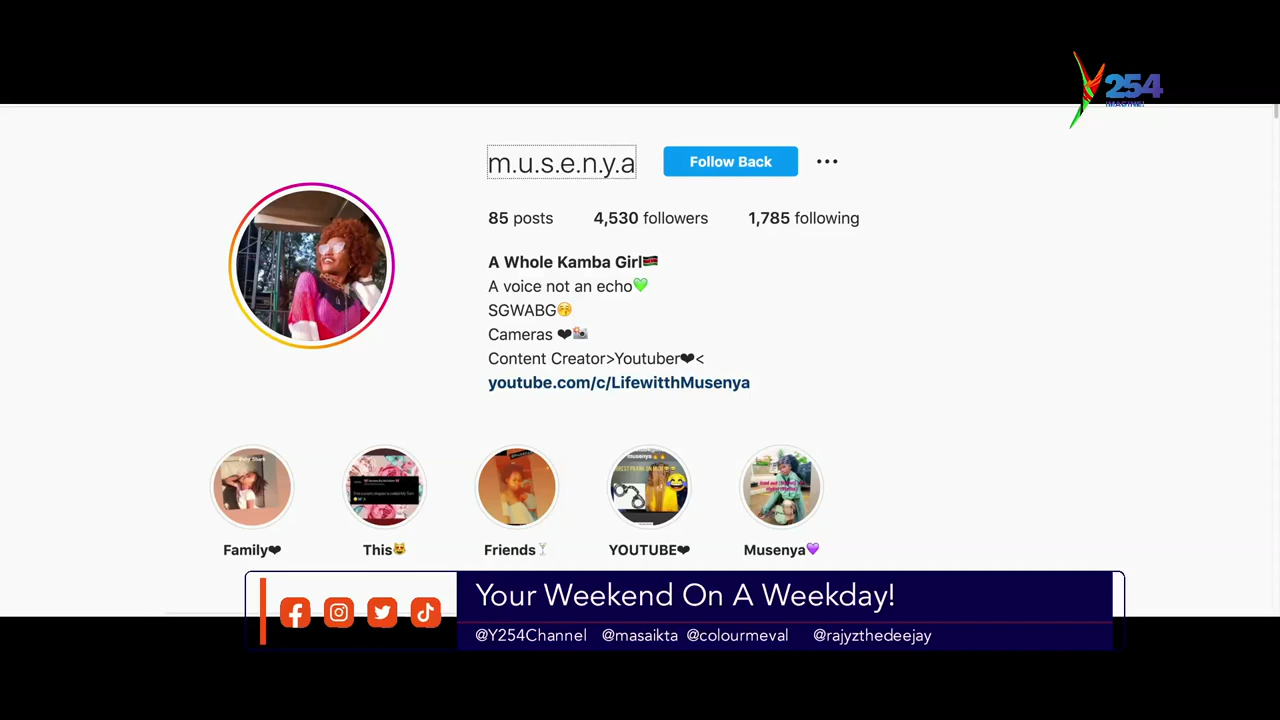 254
IMAGINE!
m.u.s.e.n.y.a
Follow Back
85 posts 4,530 followers 1,785 following
A Whole Kamba Girl🇰🇪
A voice not an echo💚
SGWABG😚
Cameras ❤📸
Content Creator>Youtuber❤<
youtube.com/c/LifewitthMusenya
musenya
Family❤ This😸 Friends🍸 YOUTUBE❤ Musenya💜
Your Weekend On A Weekday!
@Y254Channel @masaikta @colourmeval @rajyzthedeejay